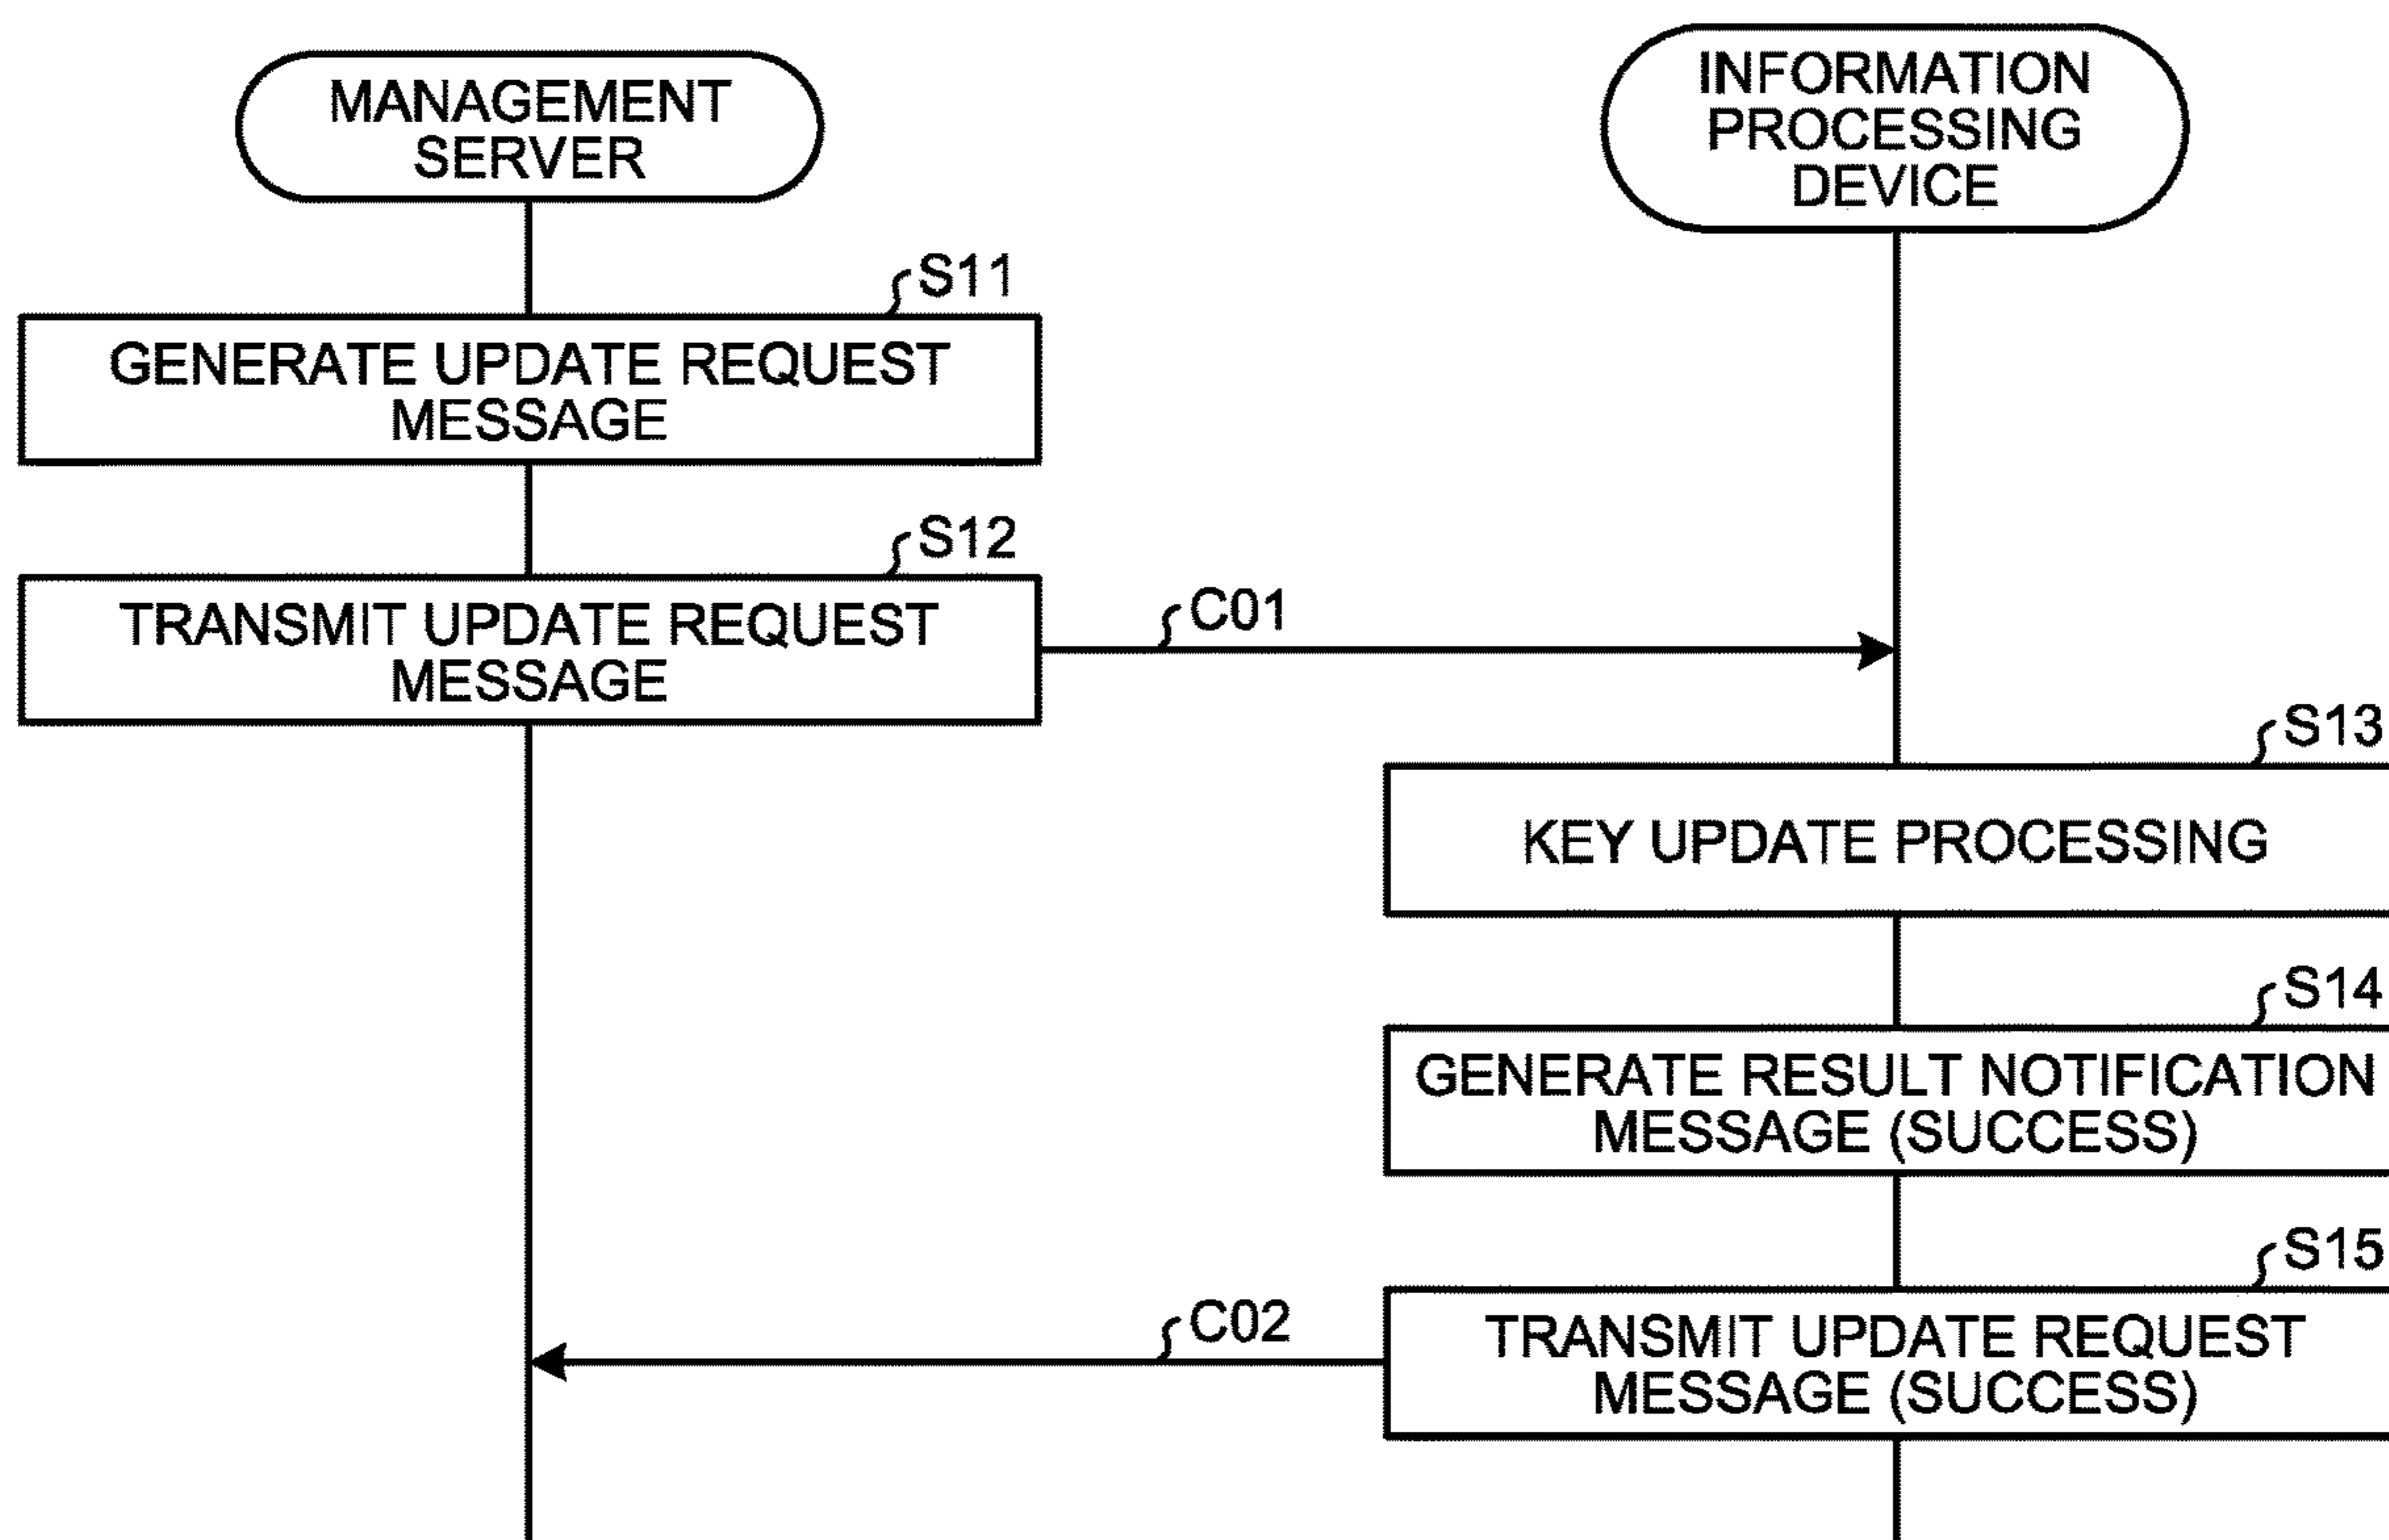 MANAGEMENT
SERVER
INFORMATION
PROCESSING
DEVICE
S11
GENERATE UPDATE REQUEST
MESSAGE
S12
TRANSMIT UPDATE REQUEST
MESSAGE
C01
S13
KEY UPDATE PROCESSING
S14
GENERATE RESULT NOTIFICATION
MESSAGE (SUCCESS)
S15
C02
TRANSMIT UPDATE REQUEST
MESSAGE (SUCCESS)